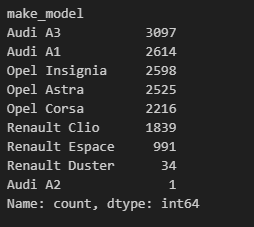 make_model
Audi A3 3097
Audi A1 2614
Opel Insignia 2598
Opel Astra 2525
Opel Corsa 2216
Renault Clio 1839
Renault Espace 991
Renault Duster 34
Audi A2 1
Name: count, dtype: int64